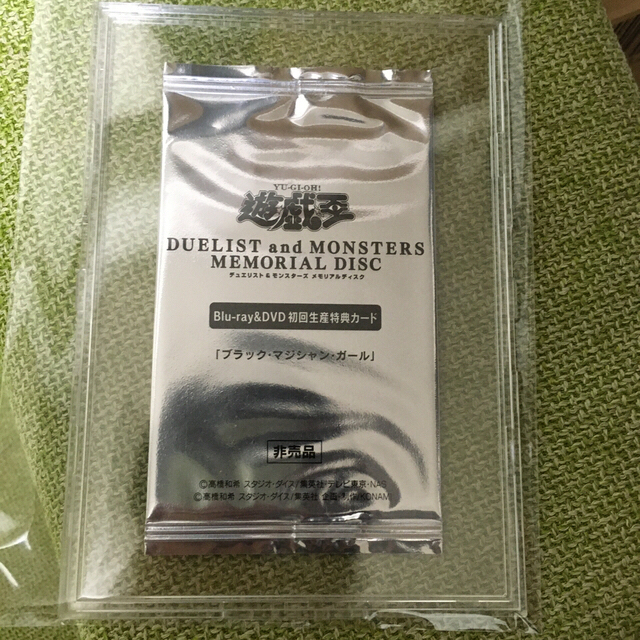 YU-GI-OH!
遊戯王
DUELIST and MONSTERS
MEMORIAL DISC
デュエリスト&モンスターズ メモリアルディスク
Blu-ray&DVD 初回生産特典カード
「ブラック・マジシャン・ガール」
非売品
©高橋和希 スタジオ・ダイス/集英社・テレビ東京・NAS
©高橋和希 スタジオ・ダイス/集英社 企画・制作/KONAMI